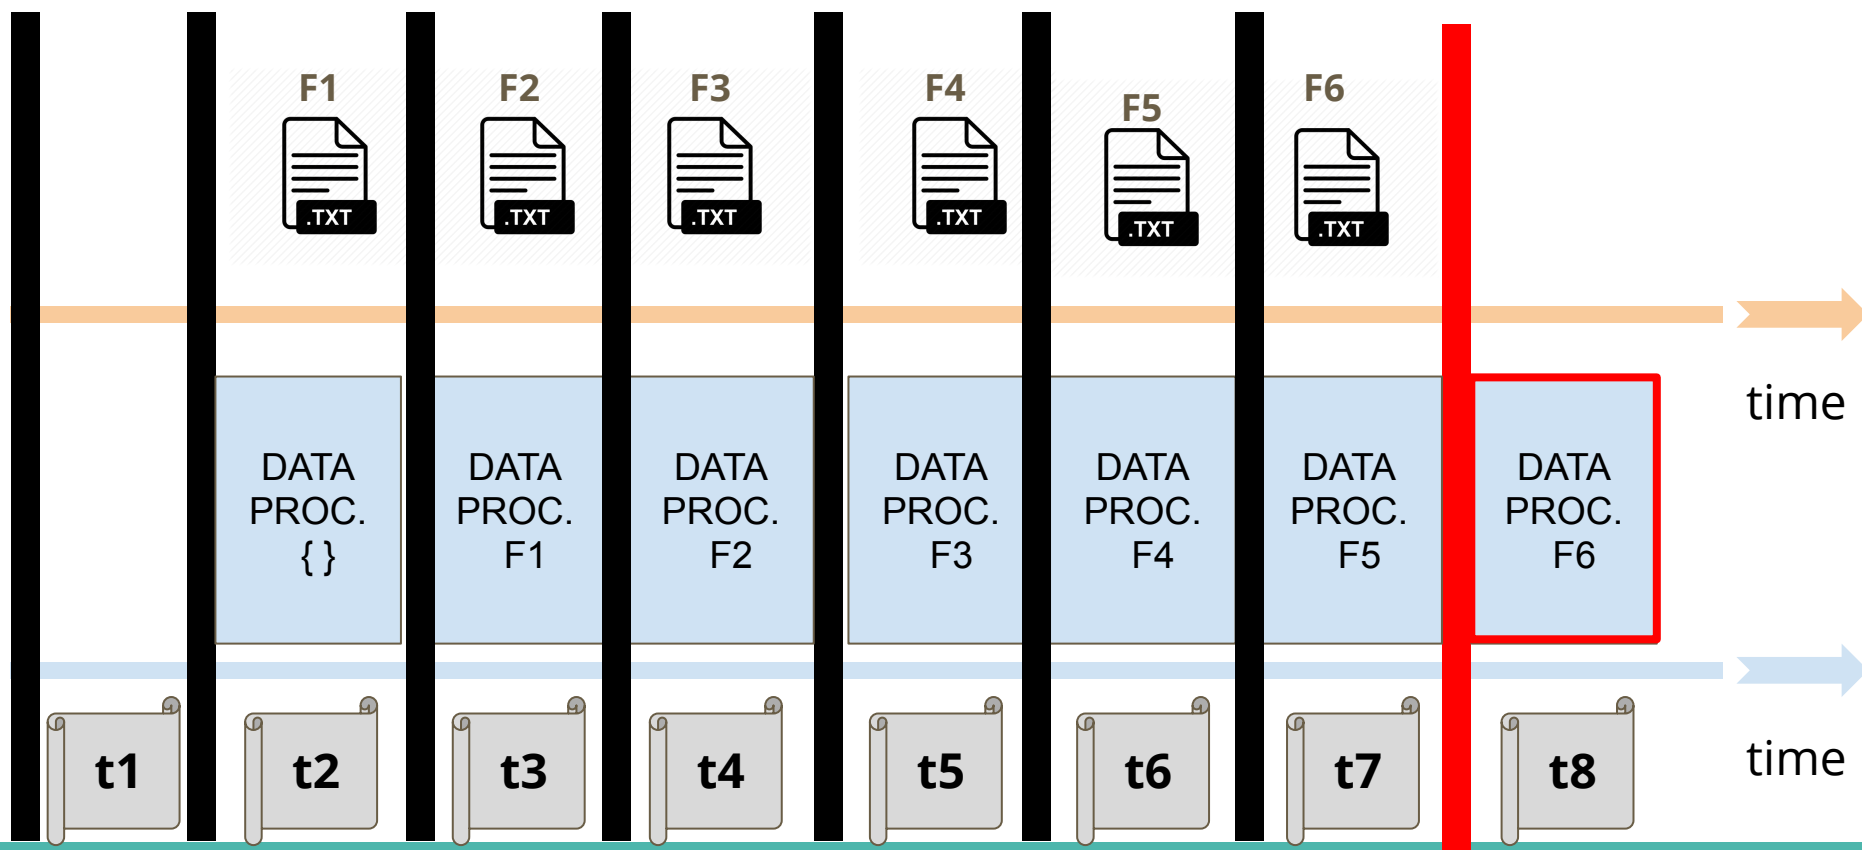 F1
F2
F3
F4
F5
F6
.TXT
.TXT
.TXT
.TXT
.TXT
.TXT
time
DATA
PROC.
{ }
DATA
PROC.
F1
DATA
PROC.
F2
DATA
PROC.
F3
DATA
PROC.
F4
DATA
PROC.
F5
DATA
PROC.
F6
t1
t2
t3
t4
t5
t6
t7
t8
time